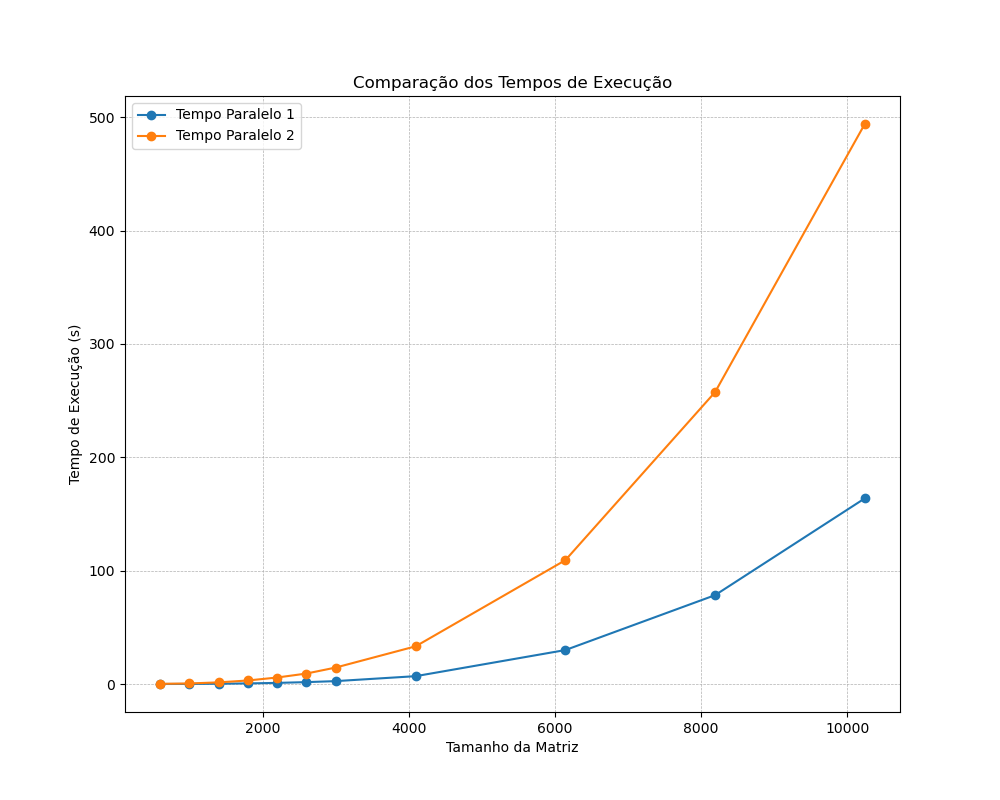 Comparação dos Tempos de Execução
Tempo Paralelo 1
Tempo Paralelo 2
500
400
300
200
100
0
Tempo de Execução (s)
2000
4000
6000
8000
10000
Tamanho da Matriz